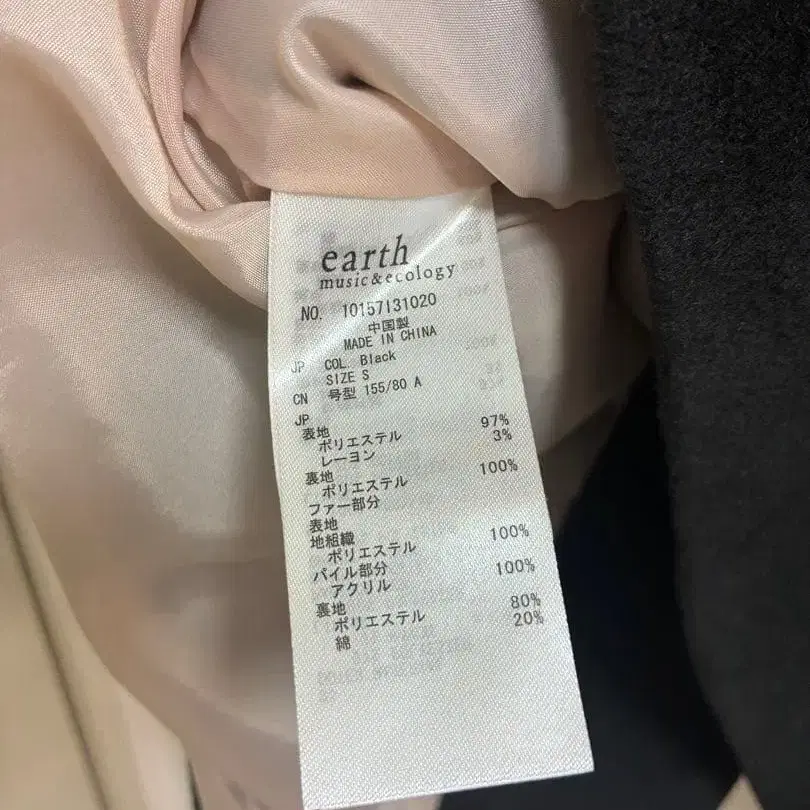 earth
music&ecology
NO. 10157131020
中国製
MADE IN CHINA
JP COL. Black
SIZE S
CN 号型 155/80 A
JP
表地
ポリエステル 97%
レーヨン 3%
裏地
ポリエステル 100%
ファー部分
表地
地組織
ポリエステル 100%
パイル部分
アクリル 100%
裏地
ポリエステル 80%
綿 20%